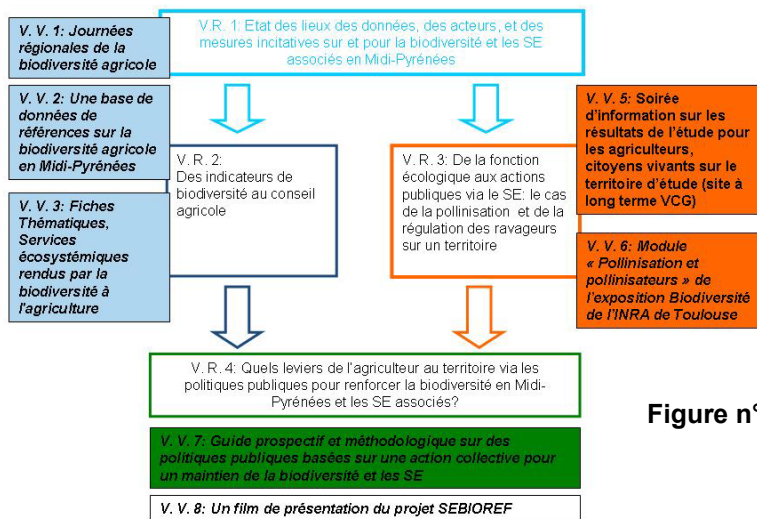 V. V. 1: Journées
régionales de la
biodiversité agricole
V.R. 1: Etat des lieux des données, des acteurs, et des
mesures incitatives sur et pour la biodiversité et les SE
associés en Midi-Pyrénées
V. V. 2: Une base de
données de
références sur la
biodiversité agricole
en Midi-Pyrénées
V. V. 3: Fiches
Thématiques,
Services
écosystémiques
rendus par la
biodiversité à
l'agriculture
V. R. 2:
Des indicateurs de
biodiversité au conseil
agricole
V. R. 3: De la fonction
écologique aux actions
publiques via le SE: le cas
de la pollinisation et de la
régulation des ravageurs
sur un territoire
V. V. 5: Soirée
d'information sur les
résultats de l'étude pour
les agriculteurs,
citoyens vivants sur le
territoire d'étude (site à
long terme VCG)
V. V. 6: Module
« Pollinisation et
pollinisateurs » de
l'exposition Biodiversité
de l'INRA de Toulouse
V. R. 4: Quels leviers de l'agriculteur au territoire via les
politiques publiques pour renforcer la biodiversité en Midi-
Pyrénées et les SE associés?
Figure n°
V. V. 7: Guide prospectif et méthodologique sur des
politiques publiques basées sur une action collective pour
un maintien de la biodiversité et les SE
V. V. 8: Un film de présentation du projet SEBIOREF